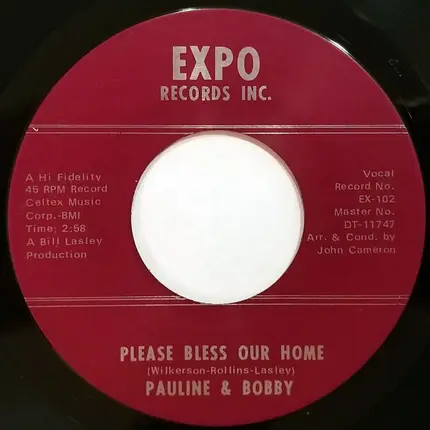 EXPO
RECORDS INC.
A Hi Fidelity
45 RPM Record
Celtex Music
Corp.-BMI
Time: 2:58
A Bill Lasley
Production
Vocal
Record No.
EX-102
Master No.
DT-11747
Arr. & Cond. by
John Cameron
PLEASE BLESS OUR HOME
(Wilkerson-Rollins-Lasley)
PAULINE & BOBBY